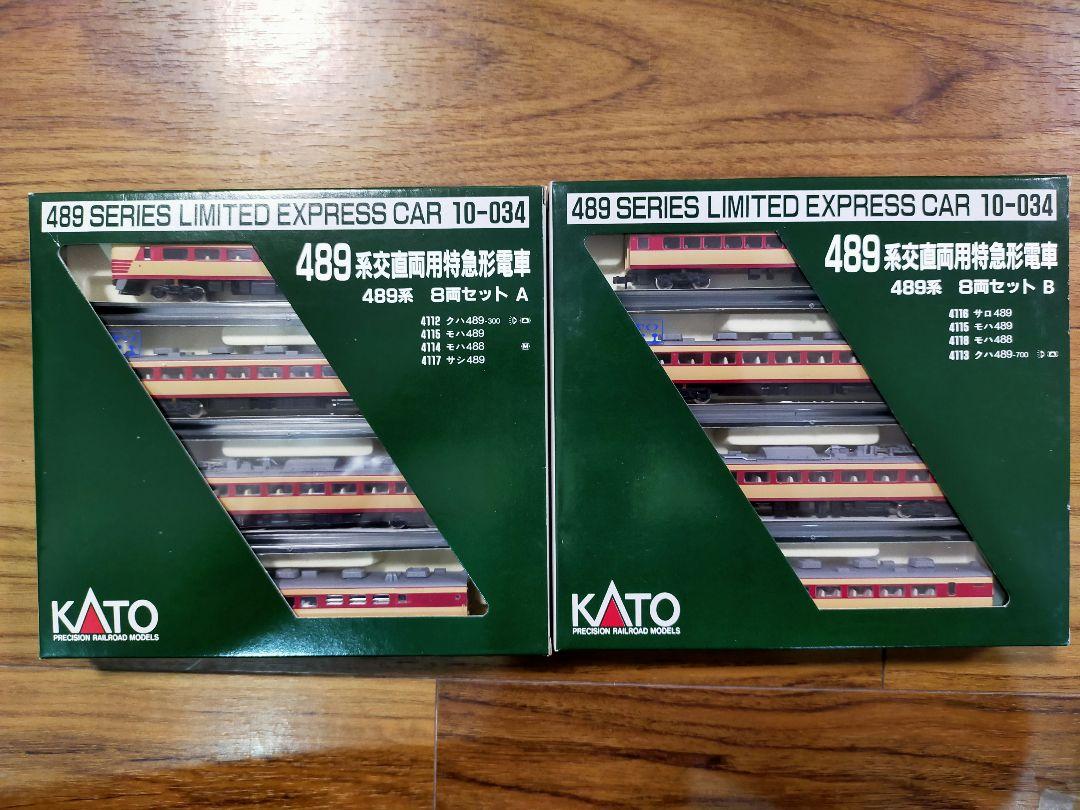 489 SERIES LIMITED EXPRESS CAR 10-034
489系交直両用特急形電車
489系 8両セット A
4112 クハ489-300
4115 モハ489
4114 モハ488 M
4117 サシ489
KATO
PRECISION RAILROAD MODELS
489 SERIES LIMITED EXPRESS CAR 10-034
489系交直両用特急形電車
489系 8両セット B
4116 サロ489
4115 モハ489
4118 モハ488
4113 クハ489-700
KATO
PRECISION RAILROAD MODELS